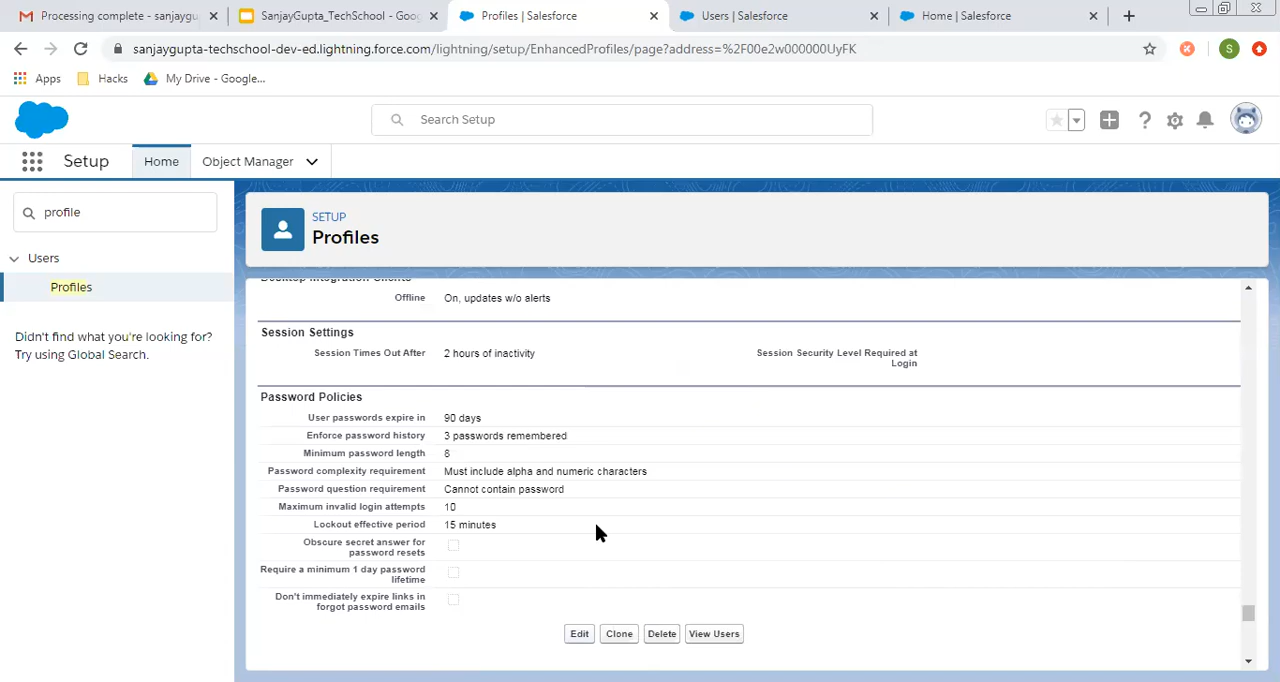 Processing complete - sanjaygu
SanjayGupta_TechSchool - Goog
Profiles | Salesforce
Users | Salesforce
Home | Salesforce
sanjaygupta-techschool-dev-ed.lightning.force.com/lightning/setup/EnhancedProfiles/page?address=%2F00e2w000000UyFK
S
Apps
Hacks
My Drive - Google...
Search Setup
Setup
Home
Object Manager
profile
Users
Profiles
Didn't find what you're looking for?
Try using Global Search.
SETUP
Profiles
Desktop Integration Clients
Offline On, updates w/o alerts
Session Settings
Session Times Out After 2 hours of inactivity Session Security Level Required at
Login
Password Policies
User passwords expire in 90 days
Enforce password history 3 passwords remembered
Minimum password length 8
Password complexity requirement Must include alpha and numeric characters
Password question requirement Cannot contain password
Maximum invalid login attempts 10
Lockout effective period 15 minutes
Obscure secret answer for
password resets
Require a minimum 1 day password
lifetime
Don't immediately expire links in
forgot password emails
Edit Clone Delete View Users